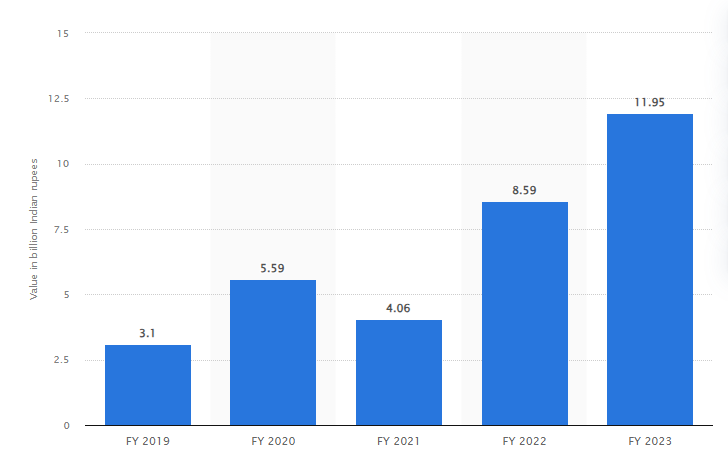 15
12.5
10
7.5
5
2.5
0
Value in billion Indian rupees
3.1
5.59
4.06
8.59
11.95
FY 2019
FY 2020
FY 2021
FY 2022
FY 2023